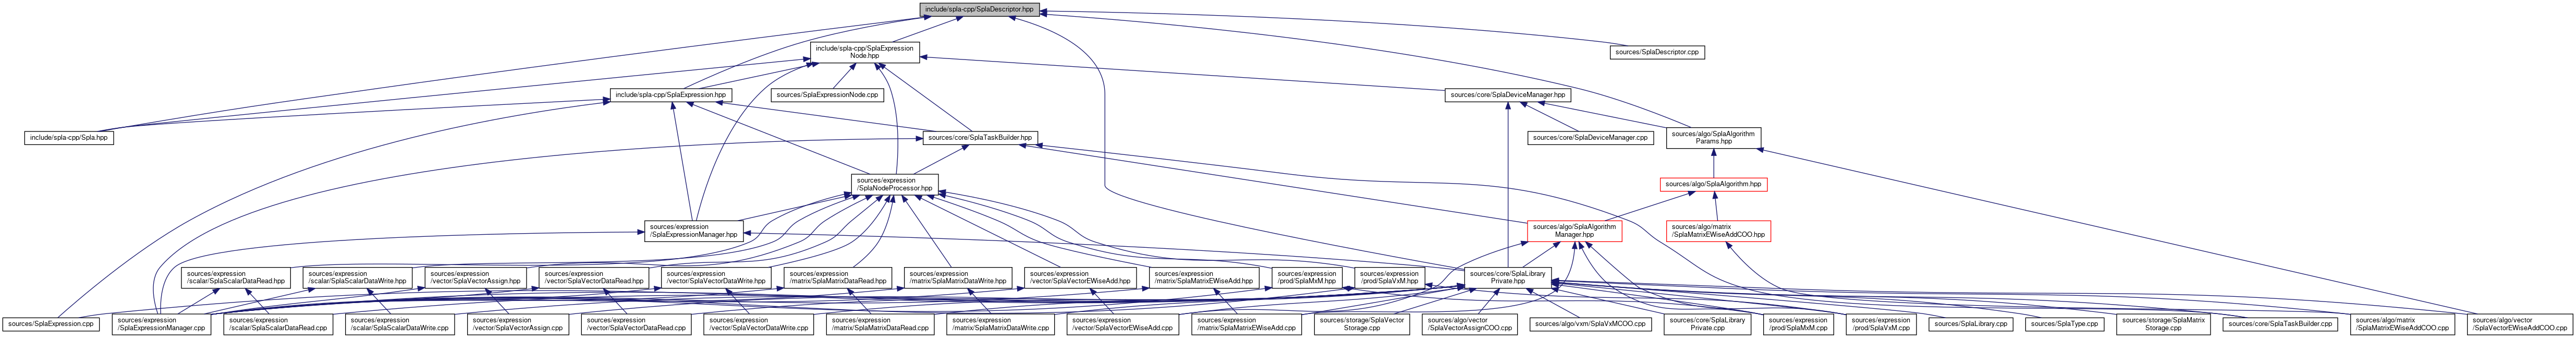 include/spla-cpp/SplaDescriptor.hpp
include/spla-cpp/SplaExpression
Node.hpp
sources/SplaDescriptor.cpp
include/spla-cpp/SplaExpression.hpp
sources/SplaExpressionNode.cpp
sources/core/SplaDeviceManager.hpp
include/spla-cpp/Spla.hpp
sources/core/SplaTaskBuilder.hpp
sources/core/SplaDeviceManager.cpp
sources/algo/SplaAlgorithm
Params.hpp
sources/expression
/SplaNodeProcessor.hpp
sources/algo/SplaAlgorithm.hpp
sources/expression
/SplaExpressionManager.hpp
sources/algo/SplaAlgorithm
Manager.hpp
sources/algo/matrix
/SplaMatrixEWiseAddCOO.hpp
sources/expression
/scalar/SplaScalarDataRead.hpp
sources/expression
/scalar/SplaScalarDataWrite.hpp
sources/expression
/vector/SplaVectorAssign.hpp
sources/expression
/vector/SplaVectorDataRead.hpp
sources/expression
/vector/SplaVectorDataWrite.hpp
sources/expression
/matrix/SplaMatrixDataRead.hpp
sources/expression
/matrix/SplaMatrixDataWrite.hpp
sources/expression
/vector/SplaVectorEWiseAdd.hpp
sources/expression
/matrix/SplaMatrixEWiseAdd.hpp
sources/expression
/prod/SplaMxM.hpp
sources/expression
/prod/SplaVxM.hpp
sources/core/SplaLibrary
Private.hpp
sources/SplaExpression.cpp
sources/expression
/SplaExpressionManager.cpp
sources/expression
/scalar/SplaScalarDataRead.cpp
sources/expression
/scalar/SplaScalarDataWrite.cpp
sources/expression
/vector/SplaVectorAssign.cpp
sources/expression
/vector/SplaVectorDataRead.cpp
sources/expression
/vector/SplaVectorDataWrite.cpp
sources/expression
/matrix/SplaMatrixDataRead.cpp
sources/expression
/matrix/SplaMatrixDataWrite.cpp
sources/expression
/vector/SplaVectorEWiseAdd.cpp
sources/expression
/matrix/SplaMatrixEWiseAdd.cpp
sources/storage/SplaVector
Storage.cpp
sources/algo/vector
/SplaVectorAssignCOO.cpp
sources/algo/vxm/SplaVxMCOO.cpp
sources/core/SplaLibrary
Private.cpp
sources/expression
/prod/SplaMxM.cpp
sources/expression
/prod/SplaVxM.cpp
sources/SplaLibrary.cpp
sources/SplaType.cpp
sources/storage/SplaMatrix
Storage.cpp
sources/core/SplaTaskBuilder.cpp
sources/algo/matrix
/SplaMatrixEWiseAddCOO.cpp
sources/algo/vector
/SplaVectorEWiseAddCOO.cpp